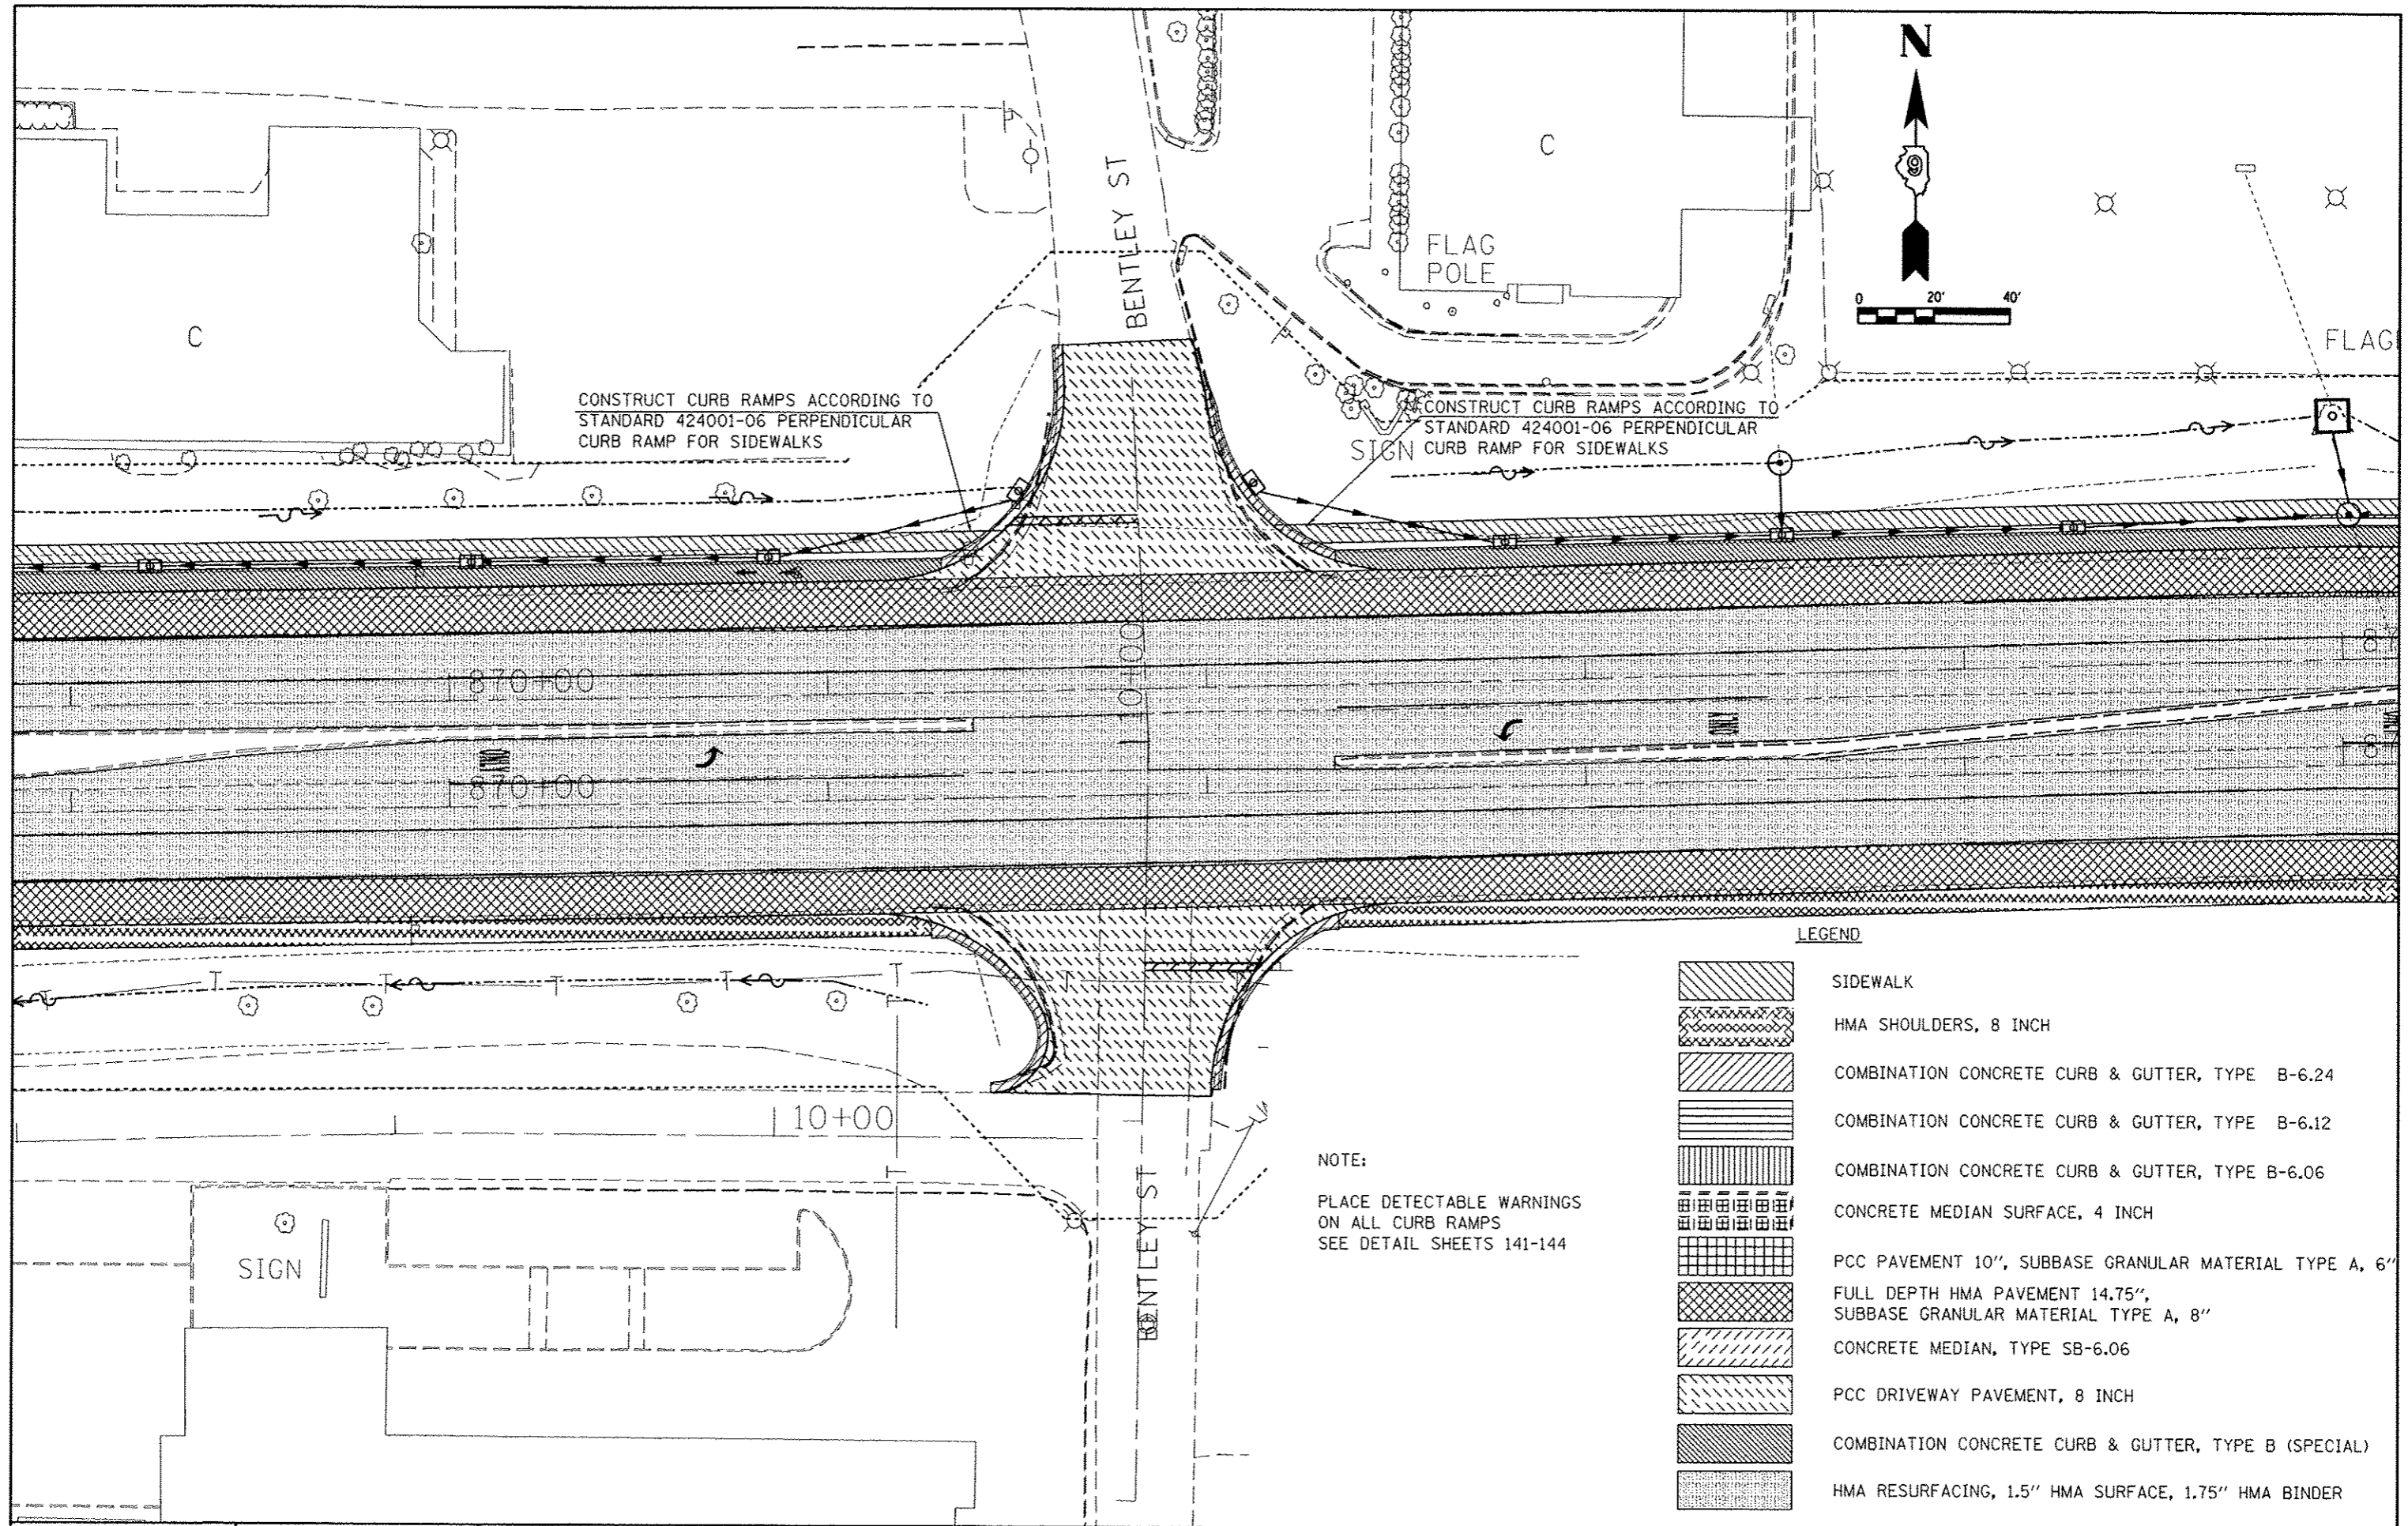 N
9
0 20' 40'
BENTLEY ST
C
C
FLAG
POLE
FLAG
CONSTRUCT CURB RAMPS ACCORDING TO
STANDARD 424001-06 PERPENDICULAR
CURB RAMP FOR SIDEWALKS
CONSTRUCT CURB RAMPS ACCORDING TO
STANDARD 424001-06 PERPENDICULAR
CURB RAMP FOR SIDEWALKS
SIGN
870+00
870+00
10+00
ONLY
10+00
BENTLEY ST
SIGN
NOTE:
PLACE DETECTABLE WARNINGS
ON ALL CURB RAMPS
SEE DETAIL SHEETS 141-144
LEGEND
SIDEWALK
HMA SHOULDERS, 8 INCH
COMBINATION CONCRETE CURB & GUTTER, TYPE B-6.24
COMBINATION CONCRETE CURB & GUTTER, TYPE B-6.12
COMBINATION CONCRETE CURB & GUTTER, TYPE B-6.06
CONCRETE MEDIAN SURFACE, 4 INCH
PCC PAVEMENT 10", SUBBASE GRANULAR MATERIAL TYPE A, 6"
FULL DEPTH HMA PAVEMENT 14.75",
SUBBASE GRANULAR MATERIAL TYPE A, 8"
CONCRETE MEDIAN, TYPE SB-6.06
PCC DRIVEWAY PAVEMENT, 8 INCH
COMBINATION CONCRETE CURB & GUTTER, TYPE B (SPECIAL)
HMA RESURFACING, 1.5" HMA SURFACE, 1.75" HMA BINDER